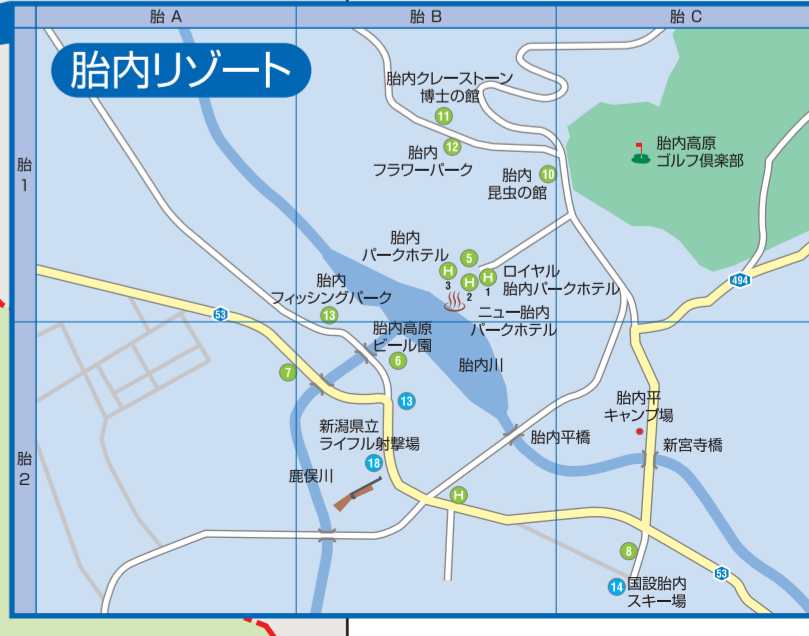 胎 A
胎 B
胎 C
胎内リゾート
胎
1
胎
2
胎内クレーストーン
博士の館
11
12
胎内
フラワーパーク
胎内
昆虫の館
10
胎内高原
ゴルフ倶楽部
胎内
パークホテル
5
H
3
H
2
H
1
ロイヤル
胎内パークホテル
ニュー胎内
パークホテル
494
胎内
フィッシングパーク
13
53
胎内高原
ビール園
6
7
胎内川
13
新潟県立
ライフル射撃場
18
鹿俣川
胎内平
キャンプ場
胎内平橋
新宮寺橋
H
8
53
14
国設胎内
スキー場